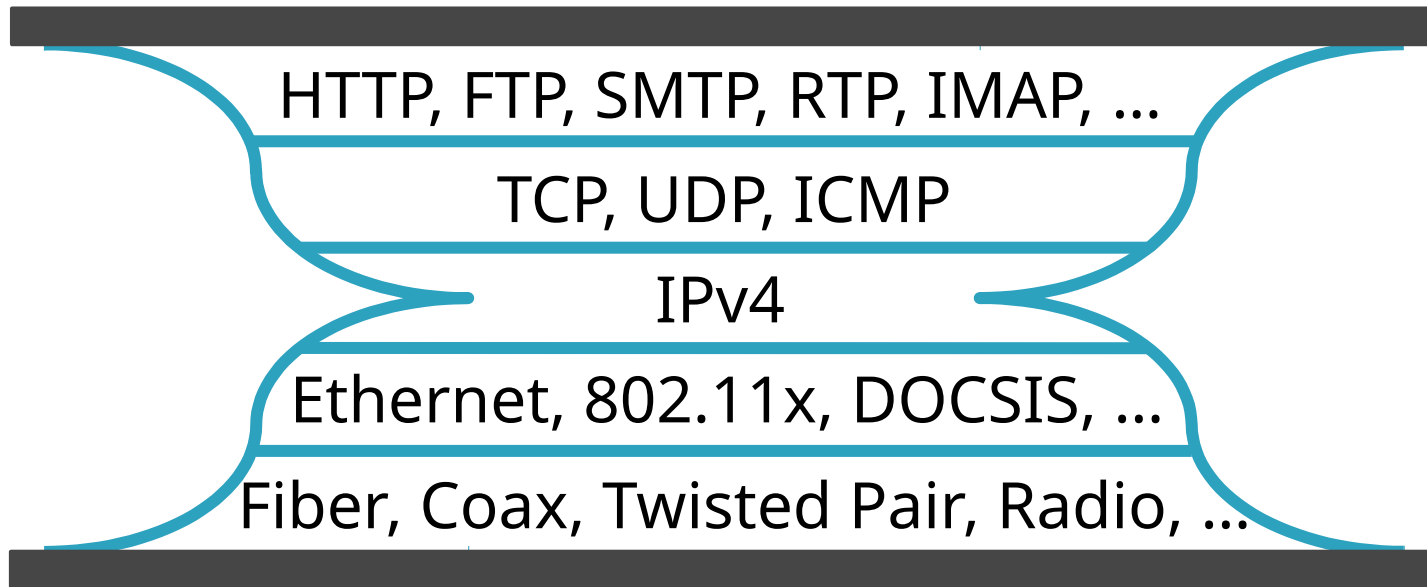 HTTP, FTP, SMTP, RTP, IMAP, ...
TCP, UDP, ICMP
IPv4
Ethernet, 802.11x, DOCSIS, ...
Fiber, Coax, Twisted Pair, Radio, ...